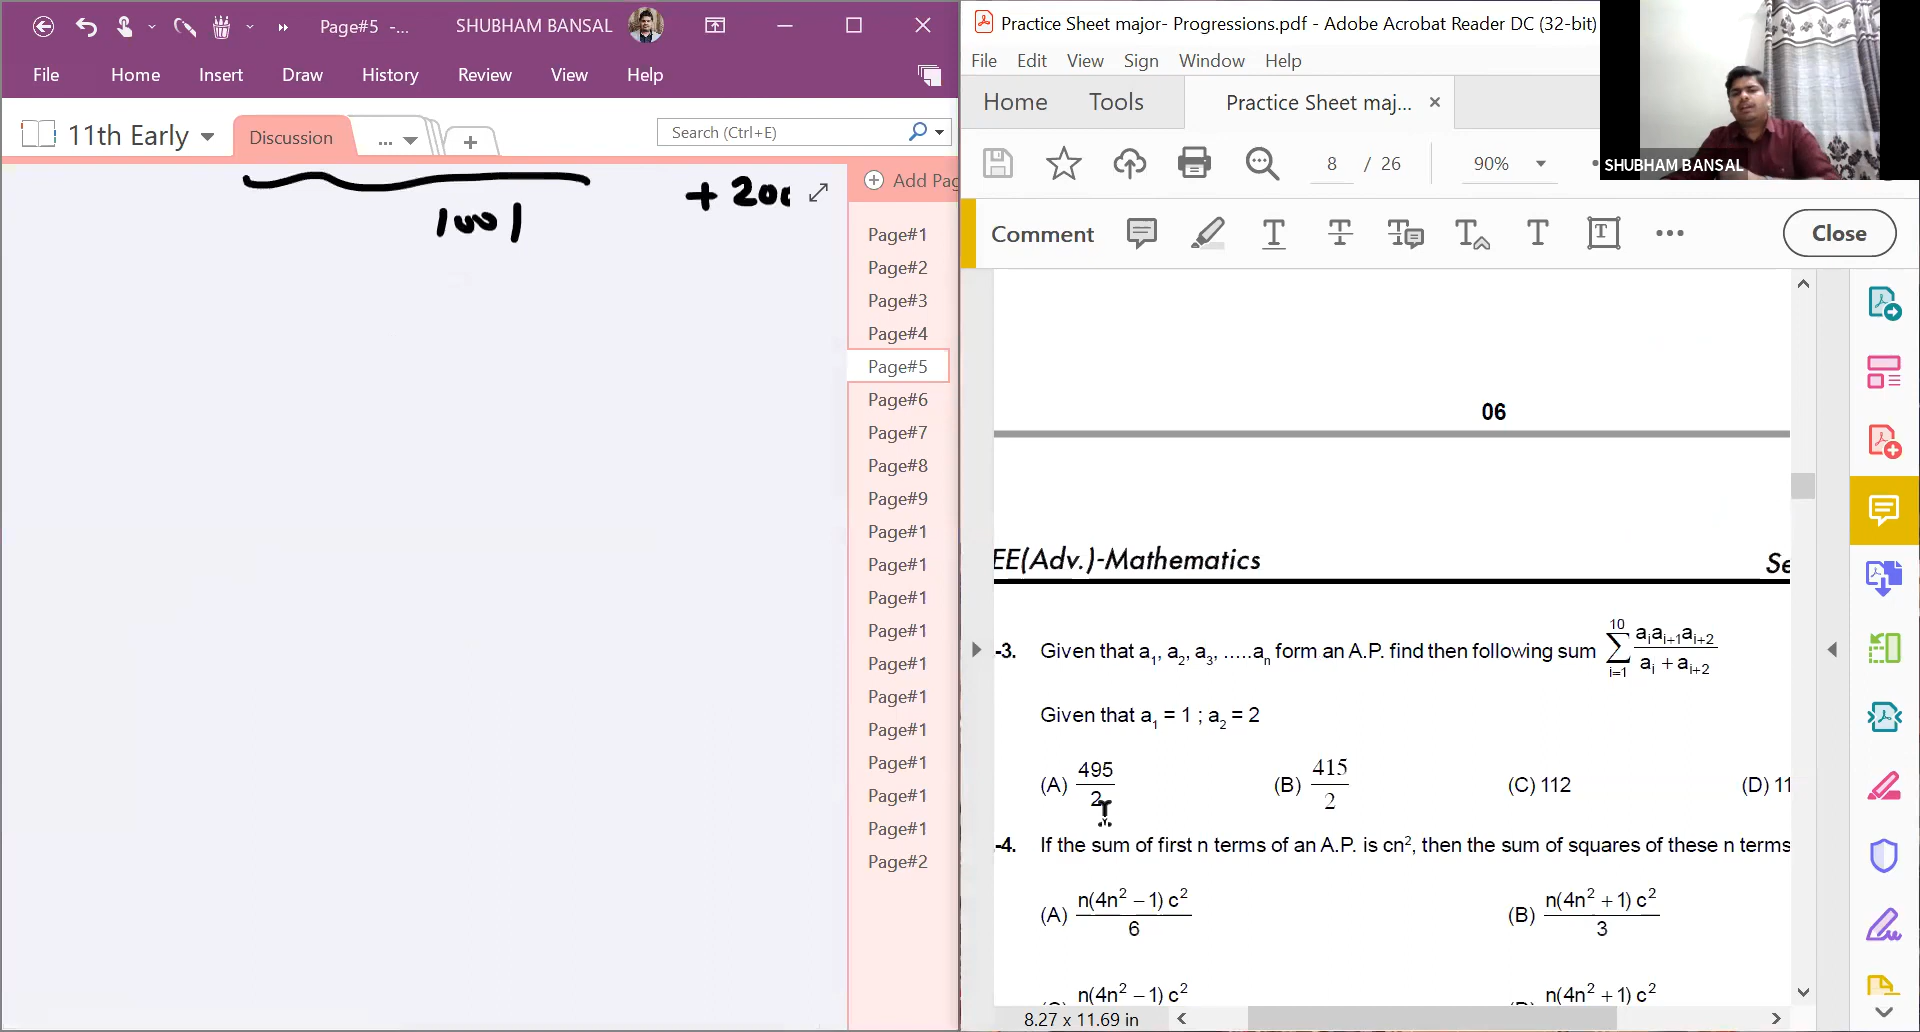 Page#5 -...
SHUBHAM BANSAL
File Home Insert Draw History Review View Help
11th Early
Discussion
...
Search (Ctrl+E)
+ 200
1001
Add Pag
Page#1
Page#2
Page#3
Page#4
Page#5
Page#6
Page#7
Page#8
Page#9
Page#1
Page#1
Page#1
Page#1
Page#1
Page#1
Page#1
Page#1
Page#1
Page#1
Page#2
Practice Sheet major- Progressions.pdf - Adobe Acrobat Reader DC (32-bit)
File Edit View Sign Window Help
Home Tools Practice Sheet maj... ×
8 / 26 90%
SHUBHAM BANSAL
Comment
Close
06
EE(Adv.)-Mathematics Se
-3. Given that a₁, a₂, a₃, .....aₙ form an A.P. find then following sum \sum_{i=1}^{10} \frac{a_i a_{i+1} a_{i+2}}{a_i + a_{i+2}}
Given that a₁ = 1 ; a₂ = 2
(A) 495/2 (B) 415/2 (C) 112 (D) 11
-4. If the sum of first n terms of an A.P. is cn², then the sum of squares of these n terms
(A) n(4n² – 1) c²/6 (B) n(4n² + 1) c²/3
n(4n² – 1) c² n(4n² + 1) c²
8.27 x 11.69 in